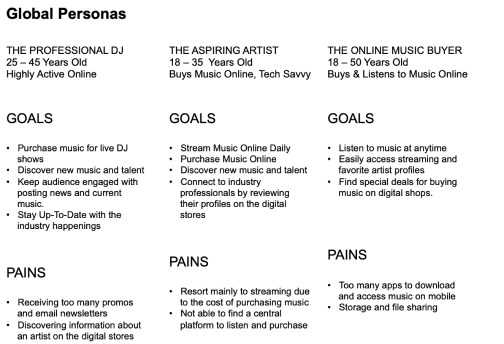 Global Personas
THE PROFESSIONAL DJ
25 – 45 Years Old
Highly Active Online
GOALS
• Purchase music for live DJ
shows
• Discover new music and talent
• Keep audience engaged with
posting news and current
music.
• Stay Up-To-Date with the
industry happenings
PAINS
• Receiving too many promos
and email newsletters
• Discovering information about
an artist on the digital stores
THE ASPIRING ARTIST
18 – 35 Years Old
Buys Music Online, Tech Savvy
GOALS
• Stream Music Online Daily
• Purchase Music Online
• Discover new music and talent
• Connect to industry
professionals by reviewing
their profiles on the digital
stores
PAINS
• Resort mainly to streaming due
to the cost of purchasing music
• Not able to find a central
platform to listen and purchase
THE ONLINE MUSIC BUYER
18 – 50 Years Old
Buys & Listens to Music Online
GOALS
• Listen to music at anytime
• Easily access streaming and
favorite artist profiles
• Find special deals for buying
music on digital shops.
PAINS
• Too many apps to download
and access music on mobile
• Storage and file sharing